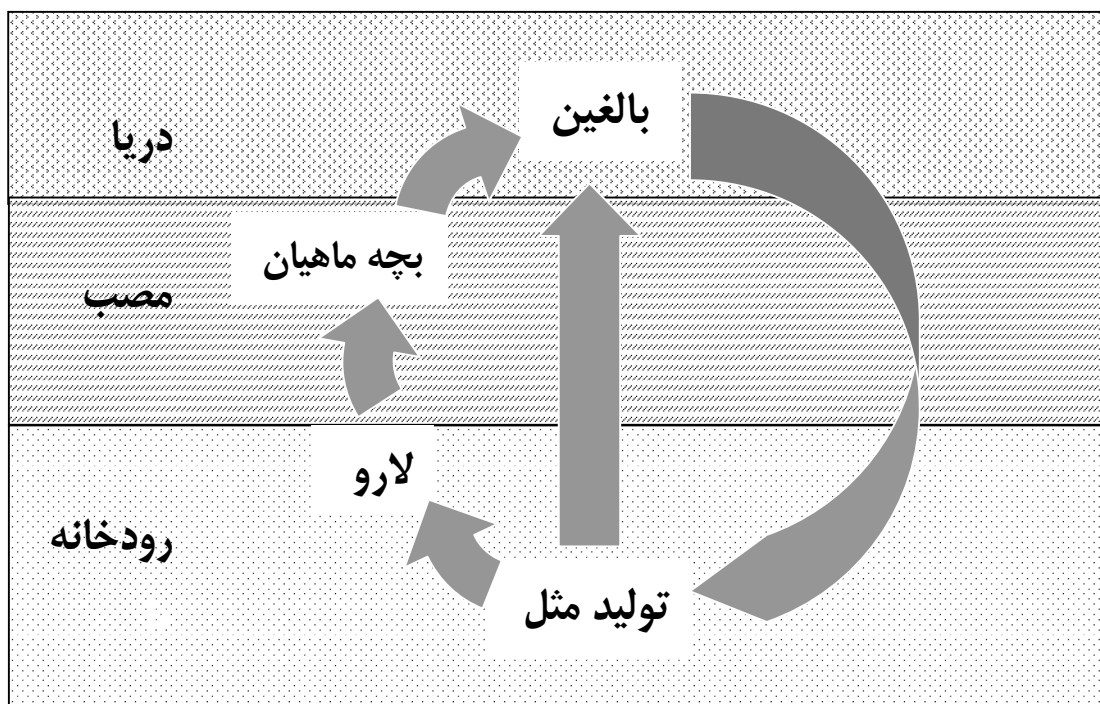 بالغین
دریا
بچه ماهیان
مصب
لارو
رودخانه
تولید مثل